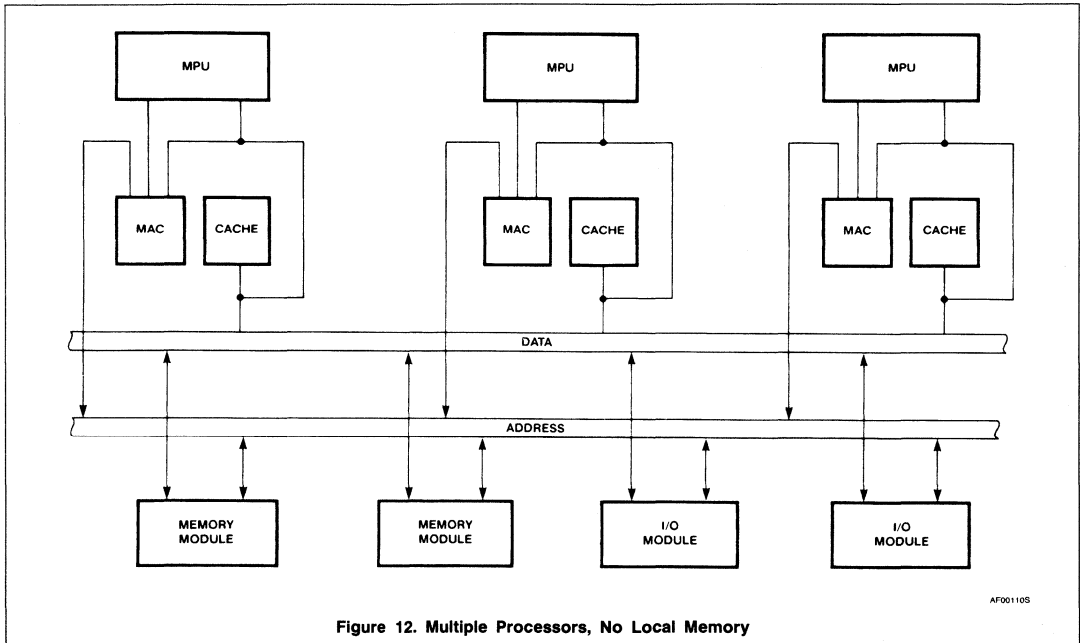 MPU
MPU
MPU
MAC
CACHE
MAC
CACHE
MAC
CACHE
DATA
ADDRESS
MEMORY
MODULE
MEMORY
MODULE
I/O
MODULE
I/O
MODULE
AF00110S
Figure 12. Multiple Processors, No Local Memory